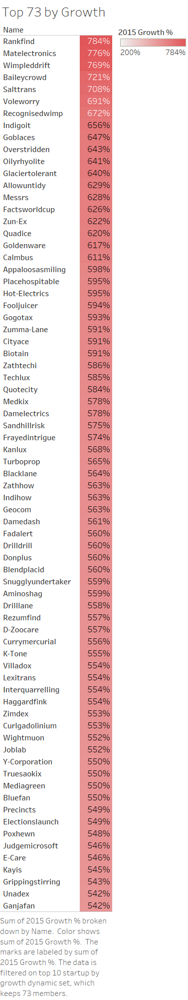 Top 73 by Growth
Name
2015 Growth %
200% 784%
Rankfind 784%
Matelectronics 776%
Wimpleddrift 769%
Baileycrowd 721%
Salttrans 708%
Voleworry 691%
Recognisedwimp 672%
Indigoit 656%
Goblaces 647%
Overstridden 643%
Oilyrhyolite 641%
Glaciertolerant 640%
Allowuntidy 629%
Messrs 628%
Factsworldcup 626%
Zun-Ex 622%
Quadice 620%
Goldenware 617%
Calmbus 611%
Appaloosasmiling 598%
Placehospitable 595%
Hot-Electrics 595%
Fooljuicer 594%
Gogotax 593%
Zumma-Lane 591%
Cityace 591%
Biotain 591%
Zathtechi 586%
Techlux 585%
Quotecity 584%
Medkix 578%
Damelectrics 578%
Sandhillrisk 575%
Frayedintrigue 574%
Kanlux 568%
Turboprop 565%
Blacklane 564%
Zathhow 563%
Indihow 563%
Geocom 563%
Damedash 561%
Fadalert 560%
Drilldrill 560%
Donplus 560%
Blendplacid 560%
Snugglyundertaker 559%
Aminoshag 559%
Drilllane 558%
Rezumfind 557%
D-Zoocare 557%
Currymercurial 556%
K-Tone 555%
Villadox 554%
Lexitrans 554%
Interquarrelling 554%
Haggardfink 554%
Zimdex 553%
Curlgadolinium 553%
Wightmuon 552%
Joblab 552%
Y-Corporation 550%
Truesaokix 550%
Mediagreen 550%
Bluefan 550%
Precincts 549%
Electionslaunch 549%
Poxhewn 548%
Judgemicrosoft 546%
E-Care 546%
Kayis 545%
Grippingstirring 543%
Unadex 542%
Ganjafan 542%
Sum of 2015 Growth % broken
down by Name.  Color shows
sum of 2015 Growth %.  The
marks are labeled by sum of
2015 Growth %. The data is
filtered on top 10 startup by
growth dynamic set, which
keeps 73 members.